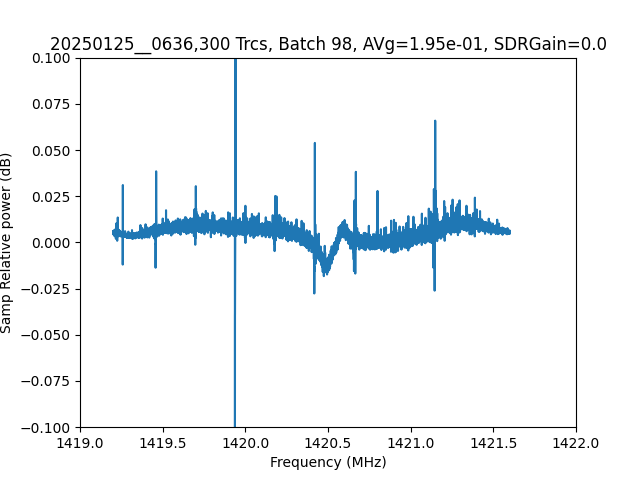 20250125__0636,300 Trcs, Batch 98, AVg=1.95e-01, SDRGain=0.0
Samp Relative power (dB)
0.100
0.075
0.050
0.025
0.000
−0.025
−0.050
−0.075
−0.100
1419.0 1419.5 1420.0 1420.5 1421.0 1421.5 1422.0
Frequency (MHz)